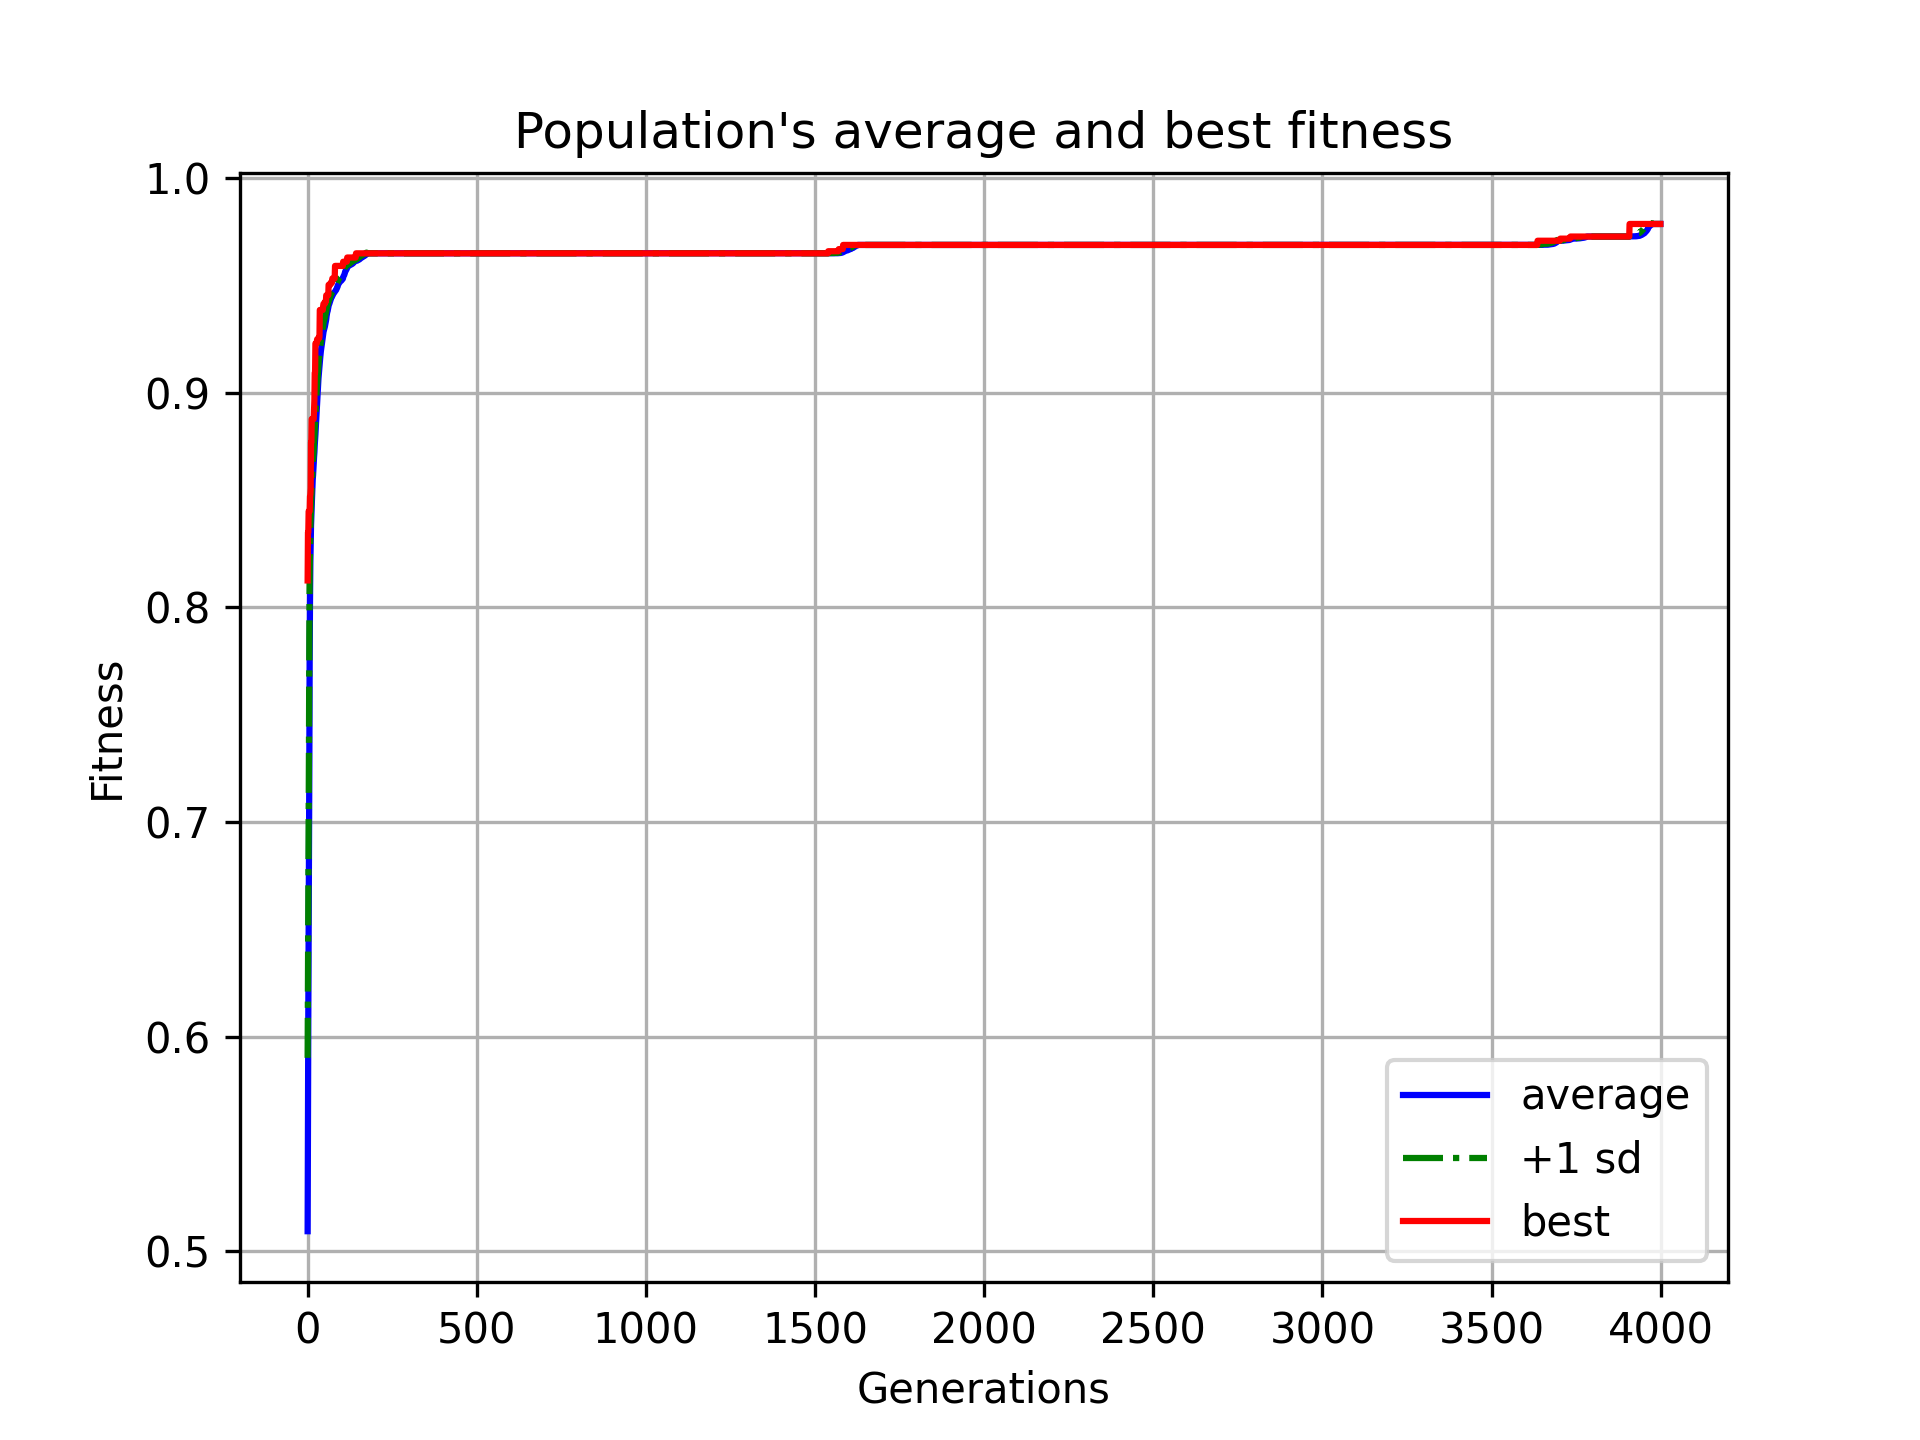 Population's average and best fitness
1.0
0.9
0.8
0.7
0.6
0.5
Fitness
0 500 1000 1500 2000 2500 3000 3500 4000
Generations
average
+1 sd
best